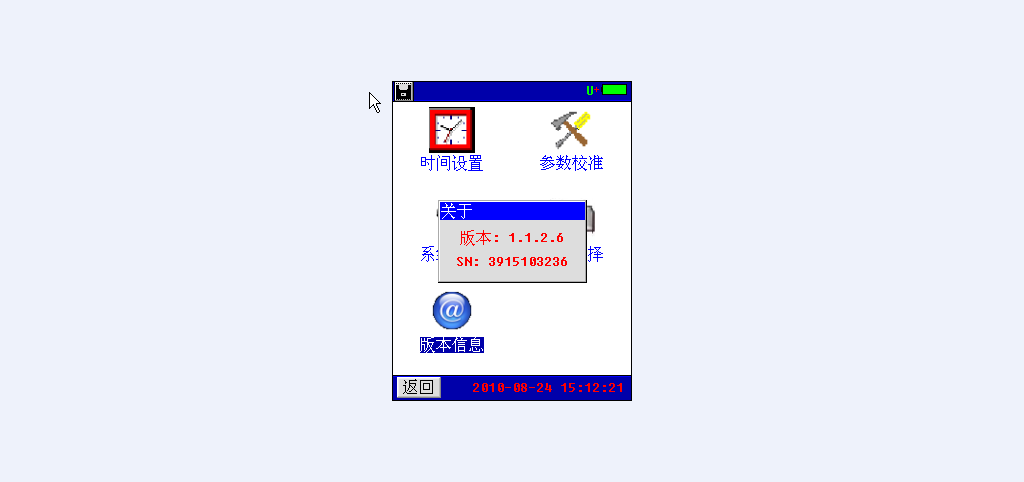 U+
时间设置 参数校准
关于
版本: 1.1.2.6
SN: 3915103236
系 择
版本信息
返回 2010-08-24 15:12:21